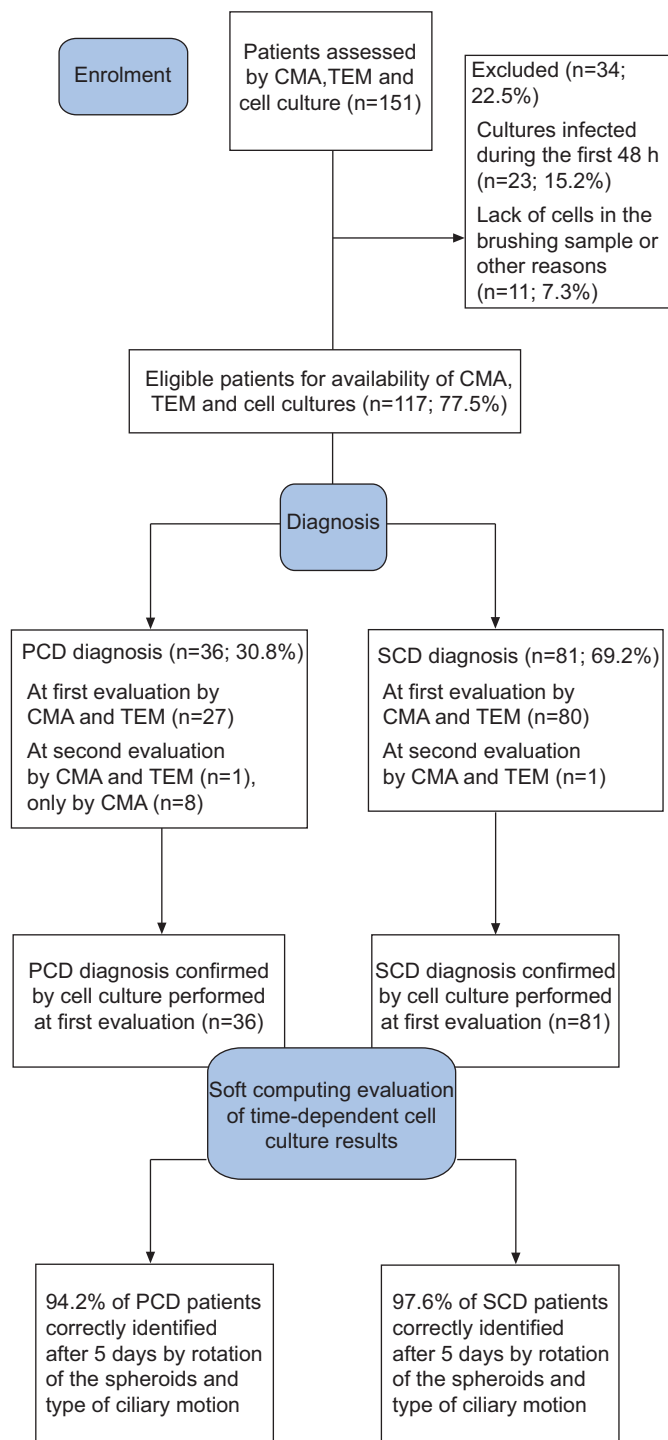 Enrolment
Patients assessed
by CMA,TEM and
cell culture (n=151)
Excluded (n=34;
22.5%)
Cultures infected
during the first 48 h
(n=23; 15.2%)
Lack of cells in the
brushing sample or
other reasons
(n=11; 7.3%)
Eligible patients for availability of CMA,
TEM and cell cultures (n=117; 77.5%)
Diagnosis
PCD diagnosis (n=36; 30.8%)
At first evaluation by
CMA and TEM (n=27)
At second evaluation
by CMA and TEM (n=1),
only by CMA (n=8)
SCD diagnosis (n=81; 69.2%)
At first evaluation by
CMA and TEM (n=80)
At second evaluation
by CMA and TEM (n=1)
PCD diagnosis confirmed
by cell culture performed
at first evaluation (n=36)
SCD diagnosis confirmed
by cell culture performed
at first evaluation (n=81)
Soft computing evaluation
of time-dependent cell
culture results
94.2% of PCD patients
correctly identified
after 5 days by rotation
of the spheroids and
type of ciliary motion
97.6% of SCD patients
correctly identified
after 5 days by rotation
of the spheroids and
type of ciliary motion